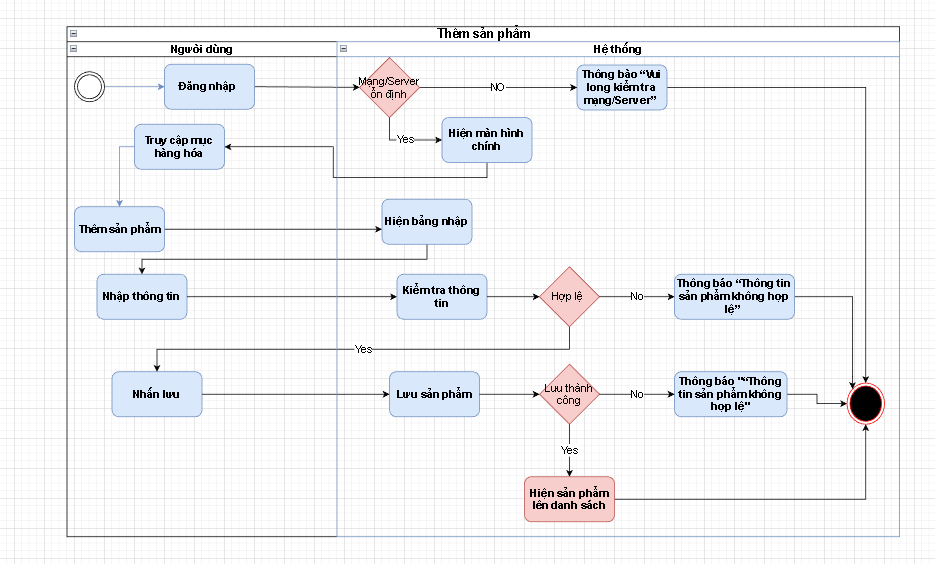 Thêm sản phẩm
Người dùng
Hệ thống
Đăng nhập
Mạng/Server
ổn định
NO
Thông bào “Vui
long kiểm tra
mạng/Server”
Yes
Hiện màn hình
chính
Truy cập mục
hàng hóa
Thêm sản phẩm
Hiện bảng nhập
Nhập thông tin
Kiểm tra thông
tin
Hợp lệ
No
Thông báo “Thông tin
sản phẩm không hợp
lệ”
Yes
Nhấn lưu
Lưu sản phẩm
Lưu thành
công
No
Thông báo "“Thông
tin sản phẩm không
hợp lệ"
Yes
Hiện sản phẩm
lên danh sách